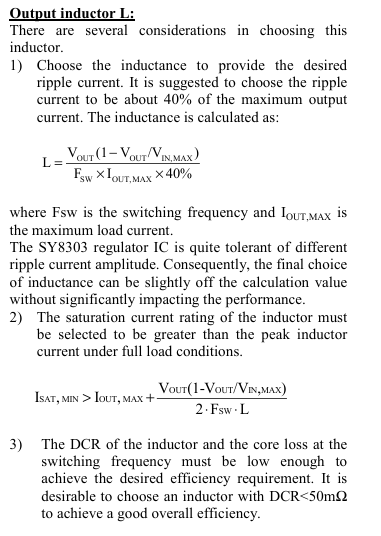 Output inductor L:
There are several considerations in choosing this
inductor.
1) Choose the inductance to provide the desired
ripple current. It is suggested to choose the ripple
current to be about 40% of the maximum output
current. The inductance is calculated as:
L = VOUT(1 − VOUT/VIN,MAX) / FSW × IOUT,MAX × 40%
where Fsw is the switching frequency and IOUT,MAX is
the maximum load current.
The SY8303 regulator IC is quite tolerant of different
ripple current amplitude. Consequently, the final choice
of inductance can be slightly off the calculation value
without significantly impacting the performance.
2) The saturation current rating of the inductor must
be selected to be greater than the peak inductor
current under full load conditions.
ISAT, MIN > IOUT, MAX + VOUT(1-VOUT/VIN,MAX) / 2 · FSW · L
3) The DCR of the inductor and the core loss at the
switching frequency must be low enough to
achieve the desired efficiency requirement. It is
desirable to choose an inductor with DCR<50mΩ
to achieve a good overall efficiency.